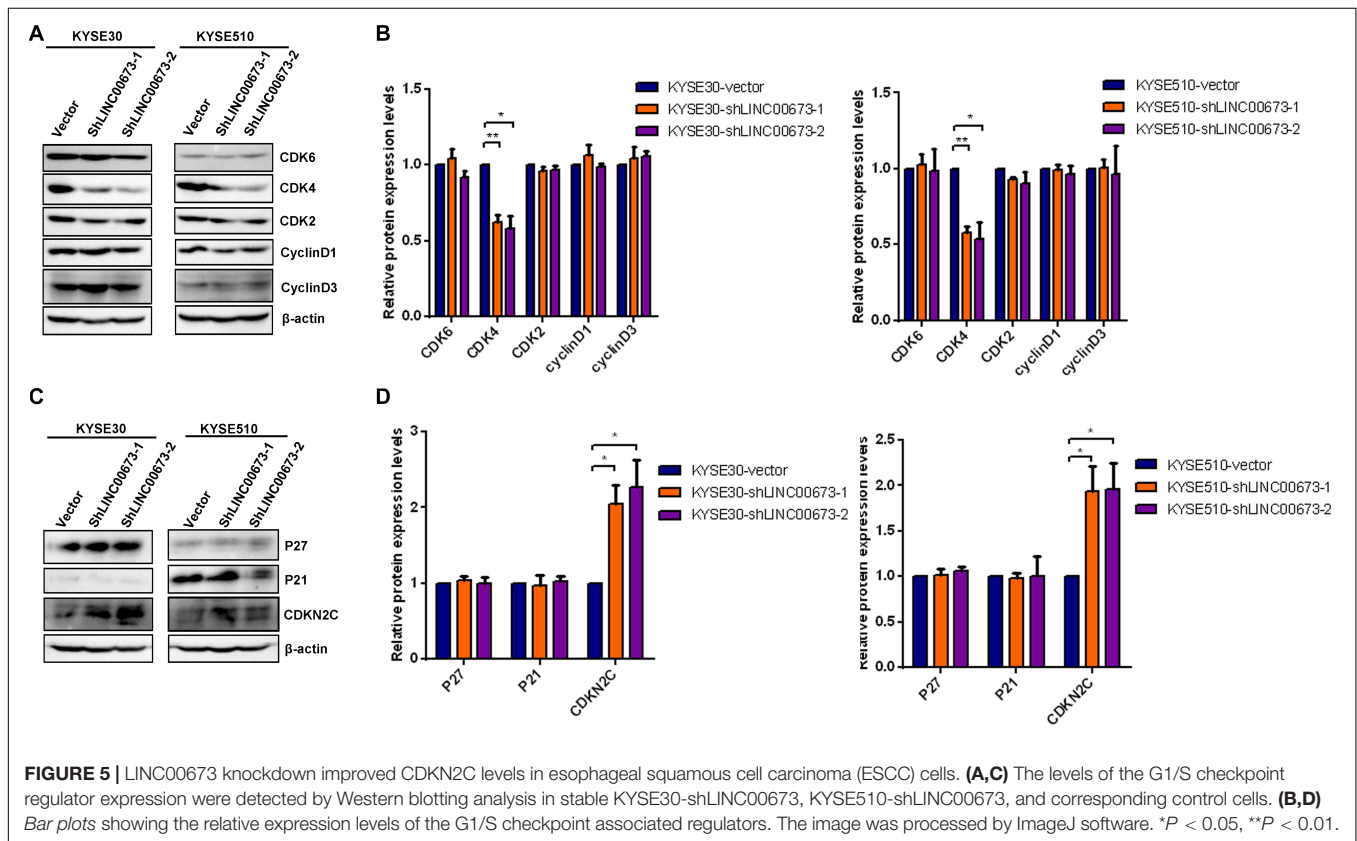 A
KYSE30 KYSE510
Vector ShLINC00673-1 ShLINC00673-2 Vector ShLINC00673-1 ShLINC00673-2
CDK6
CDK4
CDK2
CyclinD1
CyclinD3
β-actin
B
Relative protein expression levels
1.5
1.0
0.5
0.0
** *
CDK6 CDK4 CDK2 cyclinD1 cyclinD3
KYSE30-vector
KYSE30-shLINC00673-1
KYSE30-shLINC00673-2
Relative protein expression levels
1.5
1.0
0.5
0.0
** *
CDK6 CDK4 CDK2 cyclinD1 cyclinD3
KYSE510-vector
KYSE510-shLINC00673-1
KYSE510-shLINC00673-2
C
KYSE30 KYSE510
Vector ShLINC00673-1 ShLINC00673-2 Vector ShLINC00673-1 ShLINC00673-2
P27
P21
CDKN2C
β-actin
D
Relative protein expression levels
3
2
1
0
* *
P27 P21 CDKN2C
KYSE30-vector
KYSE30-shLINC00673-1
KYSE30-shLINC00673-2
Relative protein expression levels
2.5
2.0
1.5
1.0
0.5
0.0
* *
P27 P21 CDKN2C
KYSE510-vector
KYSE510-shLINC00673-1
KYSE510-shLINC00673-2
FIGURE 5 | LINC00673 knockdown improved CDKN2C levels in esophageal squamous cell carcinoma (ESCC) cells. (A,C) The levels of the G1/S checkpoint
regulator expression were detected by Western blotting analysis in stable KYSE30-shLINC00673, KYSE510-shLINC00673, and corresponding control cells. (B,D)
Bar plots showing the relative expression levels of the G1/S checkpoint associated regulators. The image was processed by ImageJ software. *P < 0.05, **P < 0.01.